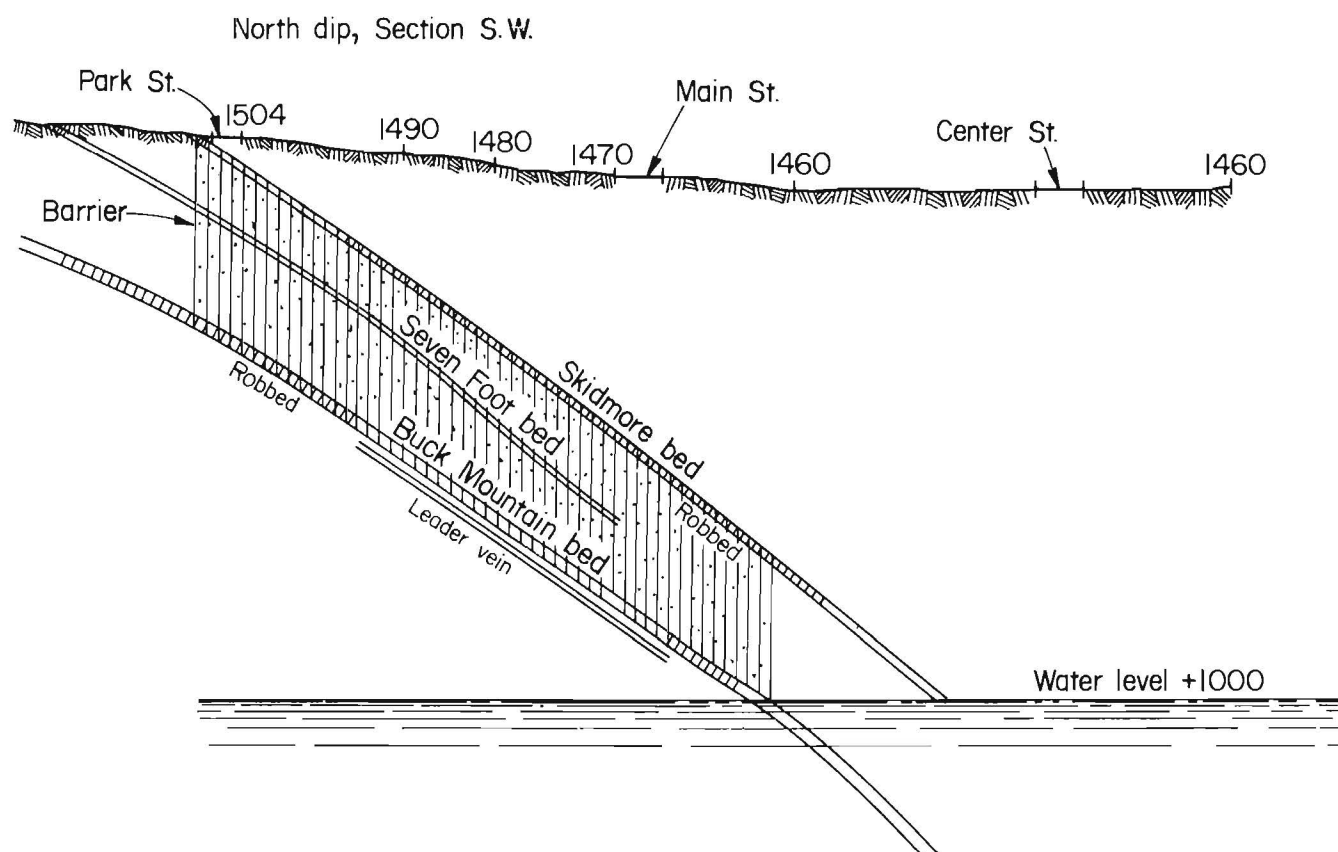 North dip, Section S.W.
Park St.
Main St.
Center St.
1504
1490
1480
1470
1460
1460
Barrier
Seven Foot bed
Skidmore bed
Robbed
Robbed
Buck Mountain bed
Leader vein
Water level +1000